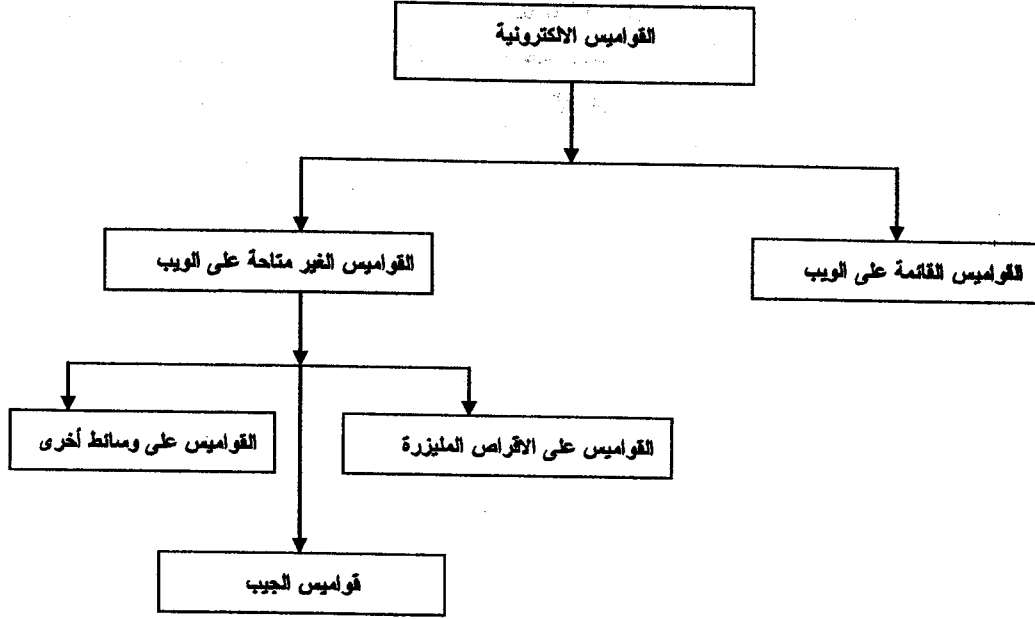 القواميس الالكترونية
القواميس القائمة على الويب
القواميس الغير متاحة على الويب
القواميس على الاقراص المليزرة
القواميس على وسائط أخرى
قواميس الجيب